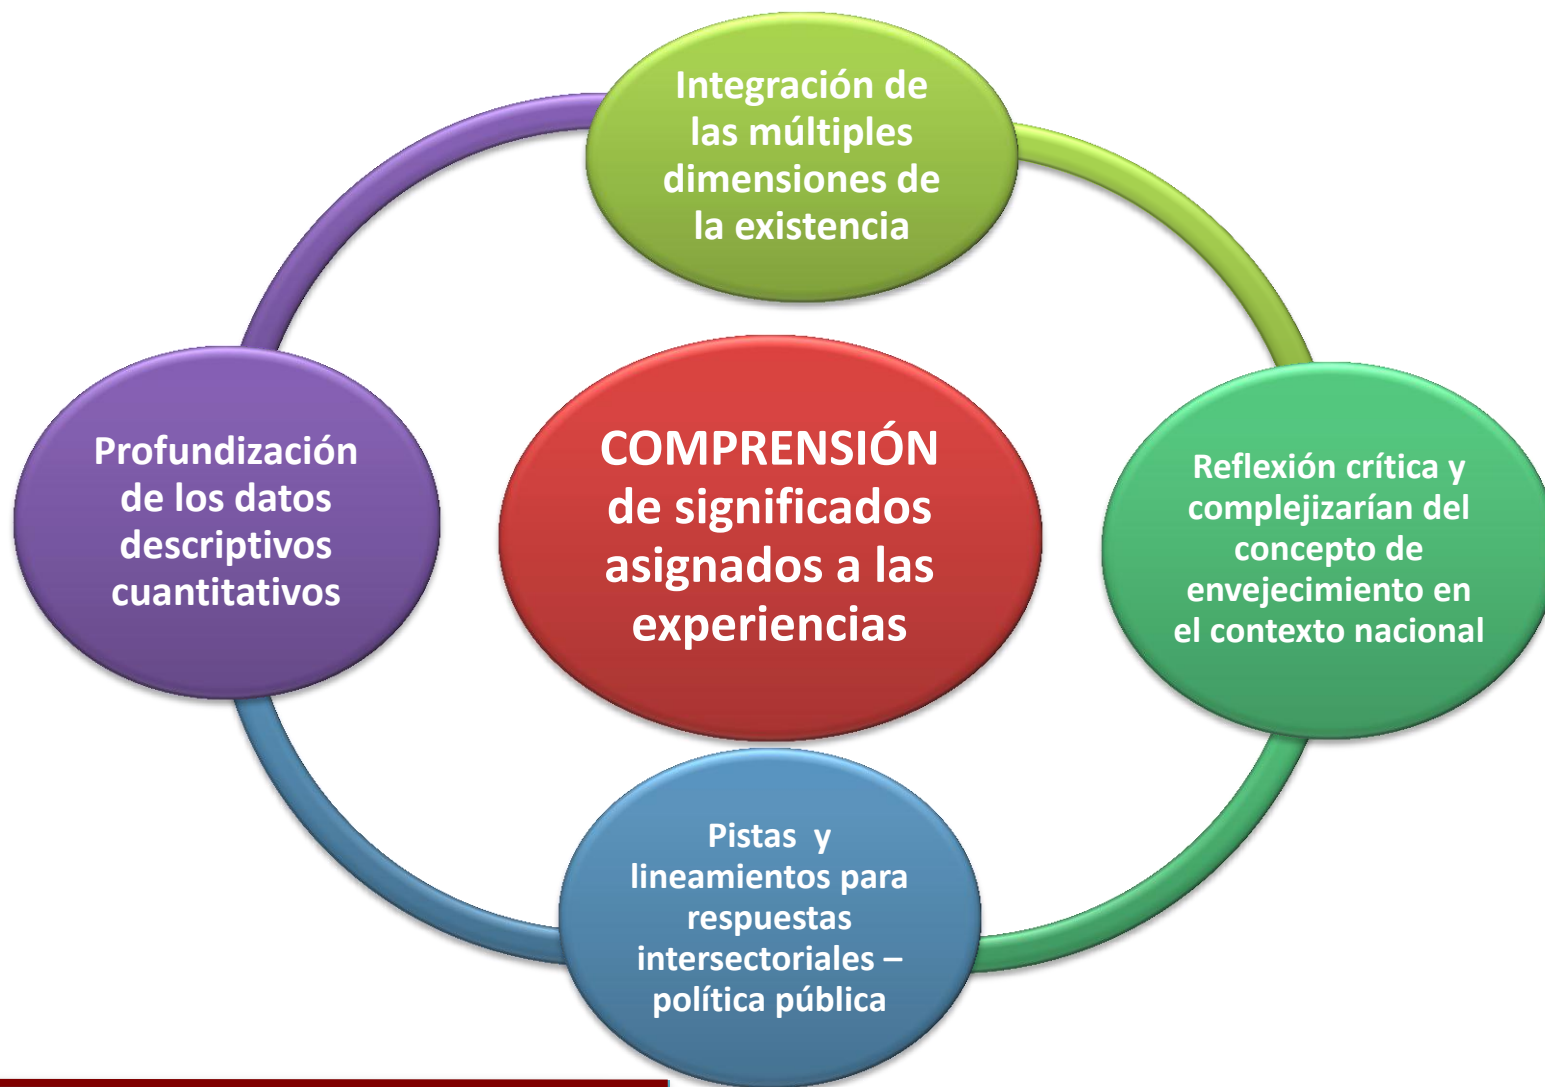 Integración de
las múltiples
dimensiones de
la existencia
Profundización
de los datos
descriptivos
cuantitativos
COMPRENSIÓN
de significados
asignados a las
experiencias
Reflexión crítica y
complejizarían del
concepto de
envejecimiento en
el contexto nacional
Pistas y
lineamientos para
respuestas
intersectoriales –
política pública